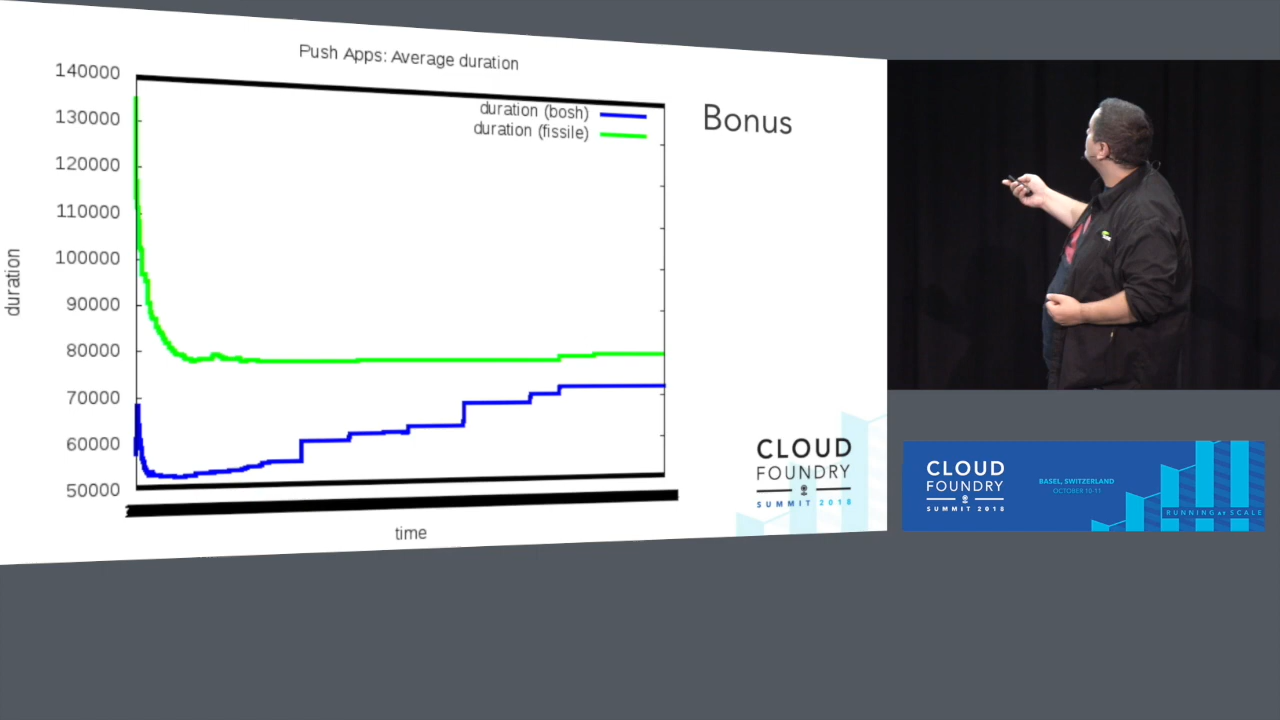 Push Apps: Average duration
140000
130000
120000
110000
100000
90000
80000
70000
60000
50000
duration
duration (bosh)
duration (fissile)
time
Bonus
CLOUD
FOUNDRY
SUMMIT 2018
CLOUD
FOUNDRY
SUMMIT 2018
BASEL, SWITZERLAND
OCTOBER 10-11
RUNNING AT SCALE